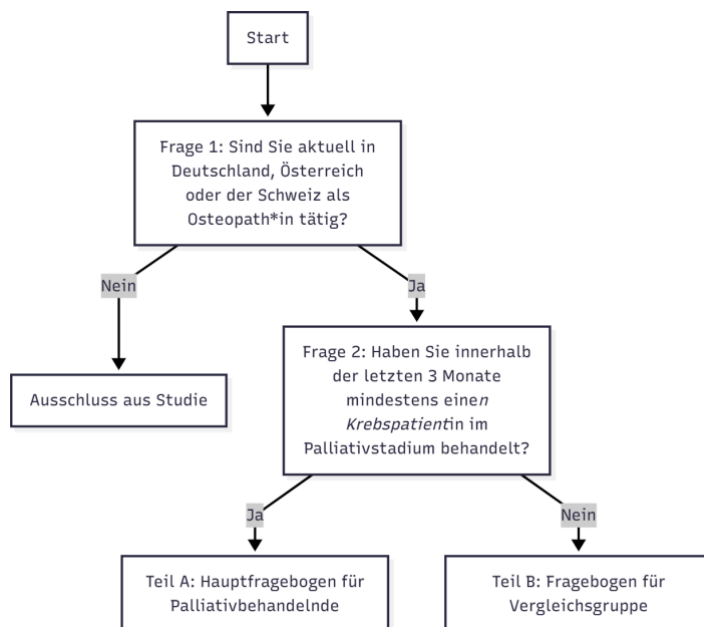 Start
Frage 1: Sind Sie aktuell in
Deutschland, Österreich
oder der Schweiz als
Osteopath*in tätig?
Nein
Ja
Ausschluss aus Studie
Frage 2: Haben Sie innerhalb
der letzten 3 Monate
mindestens einen
Krebspatientin im
Palliativstadium behandelt?
Ja
Nein
Teil A: Hauptfragebogen für
Palliativbehandelnde
Teil B: Fragebogen für
Vergleichsgruppe